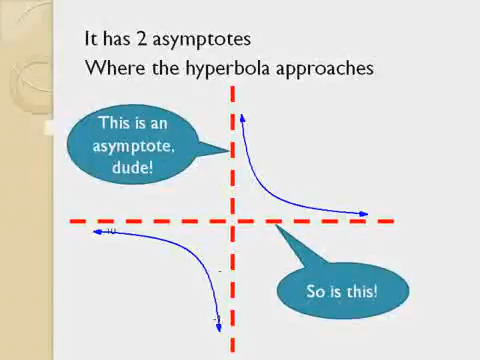 It has 2 asymptotes
Where the hyperbola approaches
This is an
asymptote,
dude!
So is this!